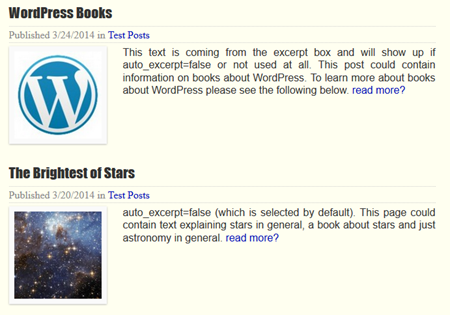 WordPress Books
Published 3/24/2014 in Test Posts
This text is coming from the excerpt box and will show up if
auto_excerpt=false or not used at all. This post could contain
information on books about WordPress. To learn more about books
about WordPress please see the following below. read more?
The Brightest of Stars
Published 3/20/2014 in Test Posts
auto_excerpt=false (which is selected by default). This page could
contain text explaining stars in general, a book about stars and just
astronomy in general. read more?